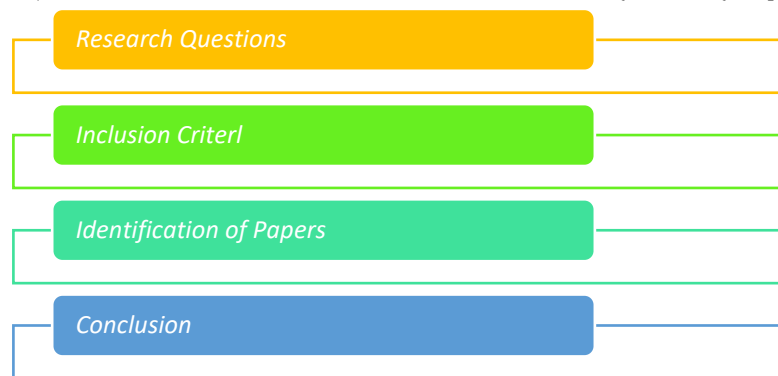 Research Questions
Inclusion Criterl
Identification of Papers
Conclusion